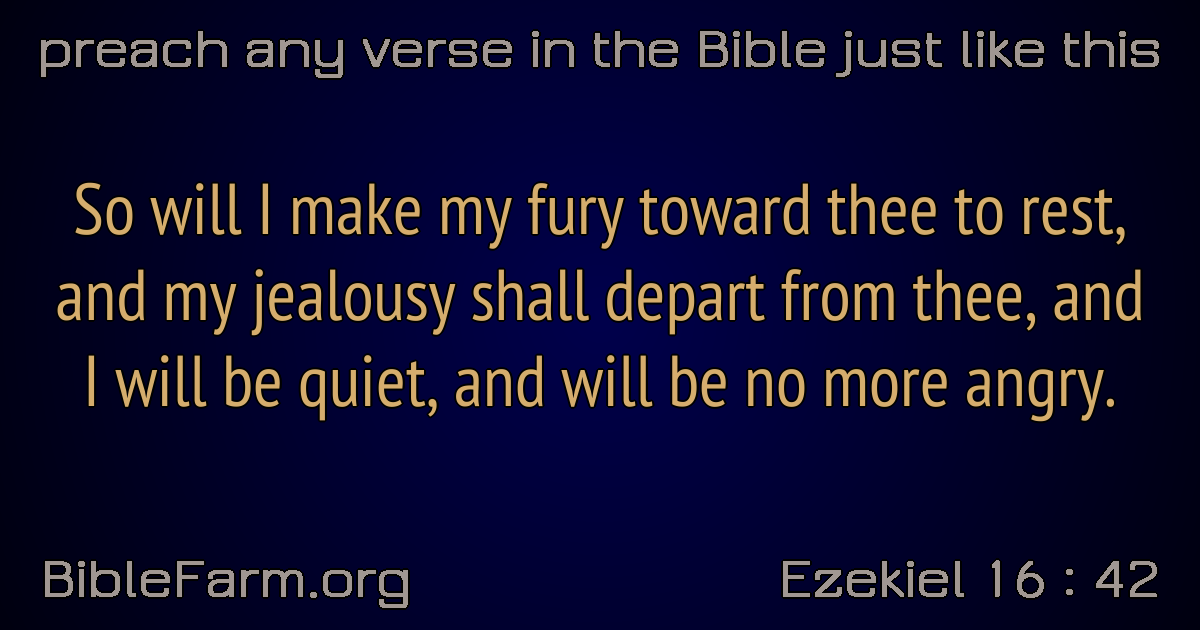 preach any verse in the Bible just like this
So will I make my fury toward thee to rest,
and my jealousy shall depart from thee, and
I will be quiet, and will be no more angry.
BibleFarm.org
Ezekiel 16 : 42